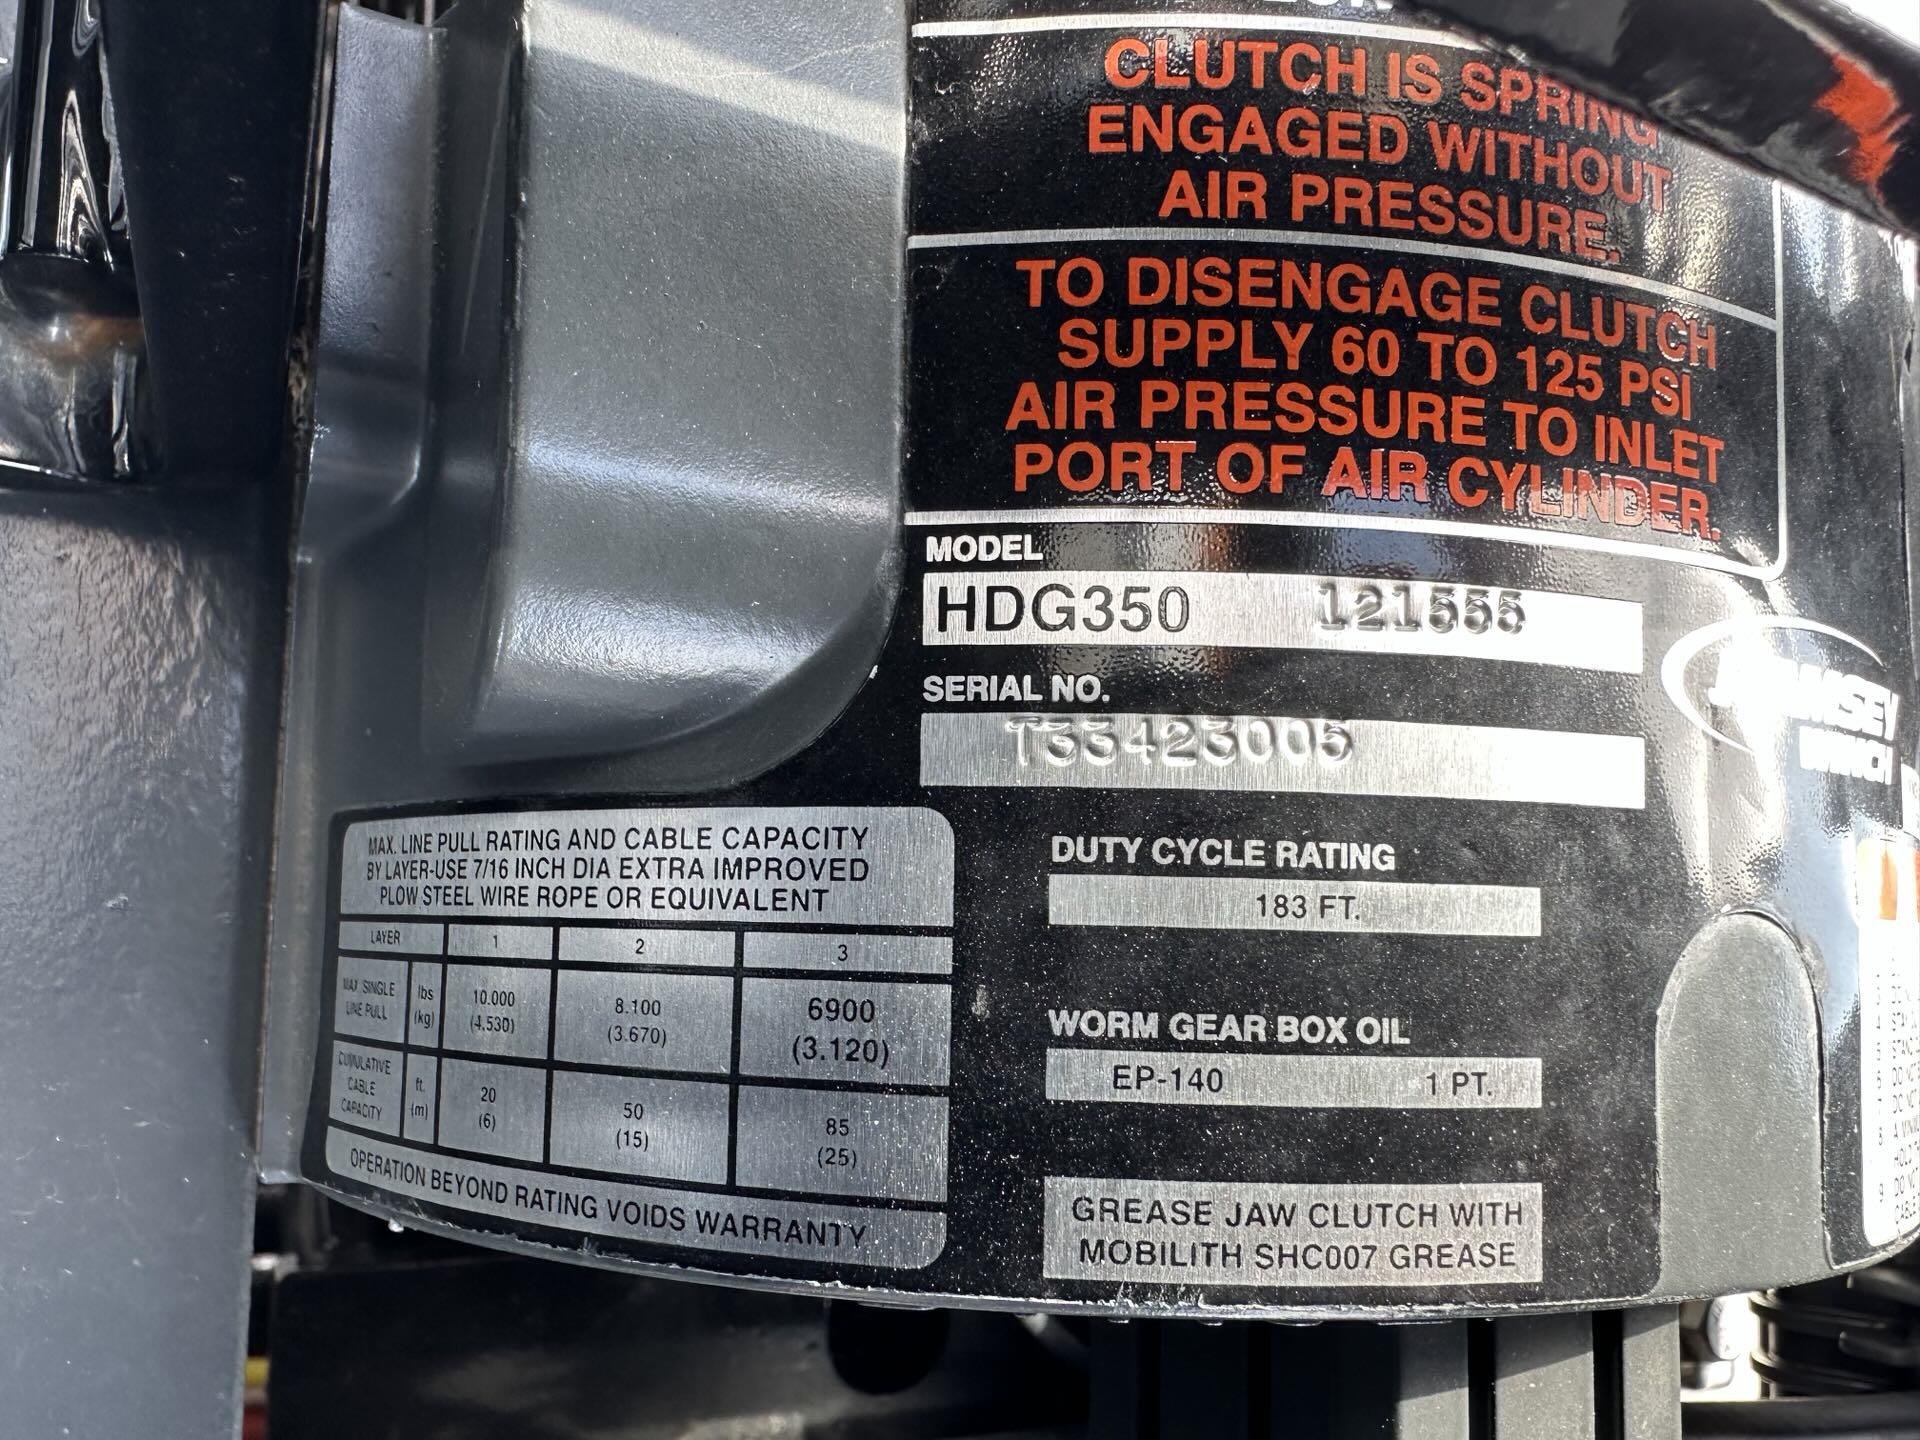 CLUTCH IS SPRING
ENGAGED WITHOUT
AIR PRESSURE.
TO DISENGAGE CLUTCH
SUPPLY 60 TO 125 PSI
AIR PRESSURE TO INLET
PORT OF AIR CYLINDER.
MODEL
HDG350 121555
SERIAL NO.
T33423005
RAMSEY
WINCH
MAX. LINE PULL RATING AND CABLE CAPACITY
BY LAYER-USE 7/16 INCH DIA EXTRA IMPROVED
PLOW STEEL WIRE ROPE OR EQUIVALENT
LAYER 1 2 3
MAX SINGLE LINE PULL lbs (kg) 10.000 (4.530) 8.100 (3.670) 6900 (3.120)
CUMULATIVE CABLE CAPACITY ft. (m) 20 (6) 50 (15) 85 (25)
OPERATION BEYOND RATING VOIDS WARRANTY
DUTY CYCLE RATING
183 FT.
WORM GEAR BOX OIL
EP-140 1 PT.
GREASE JAW CLUTCH WITH
MOBILITH SHC007 GREASE